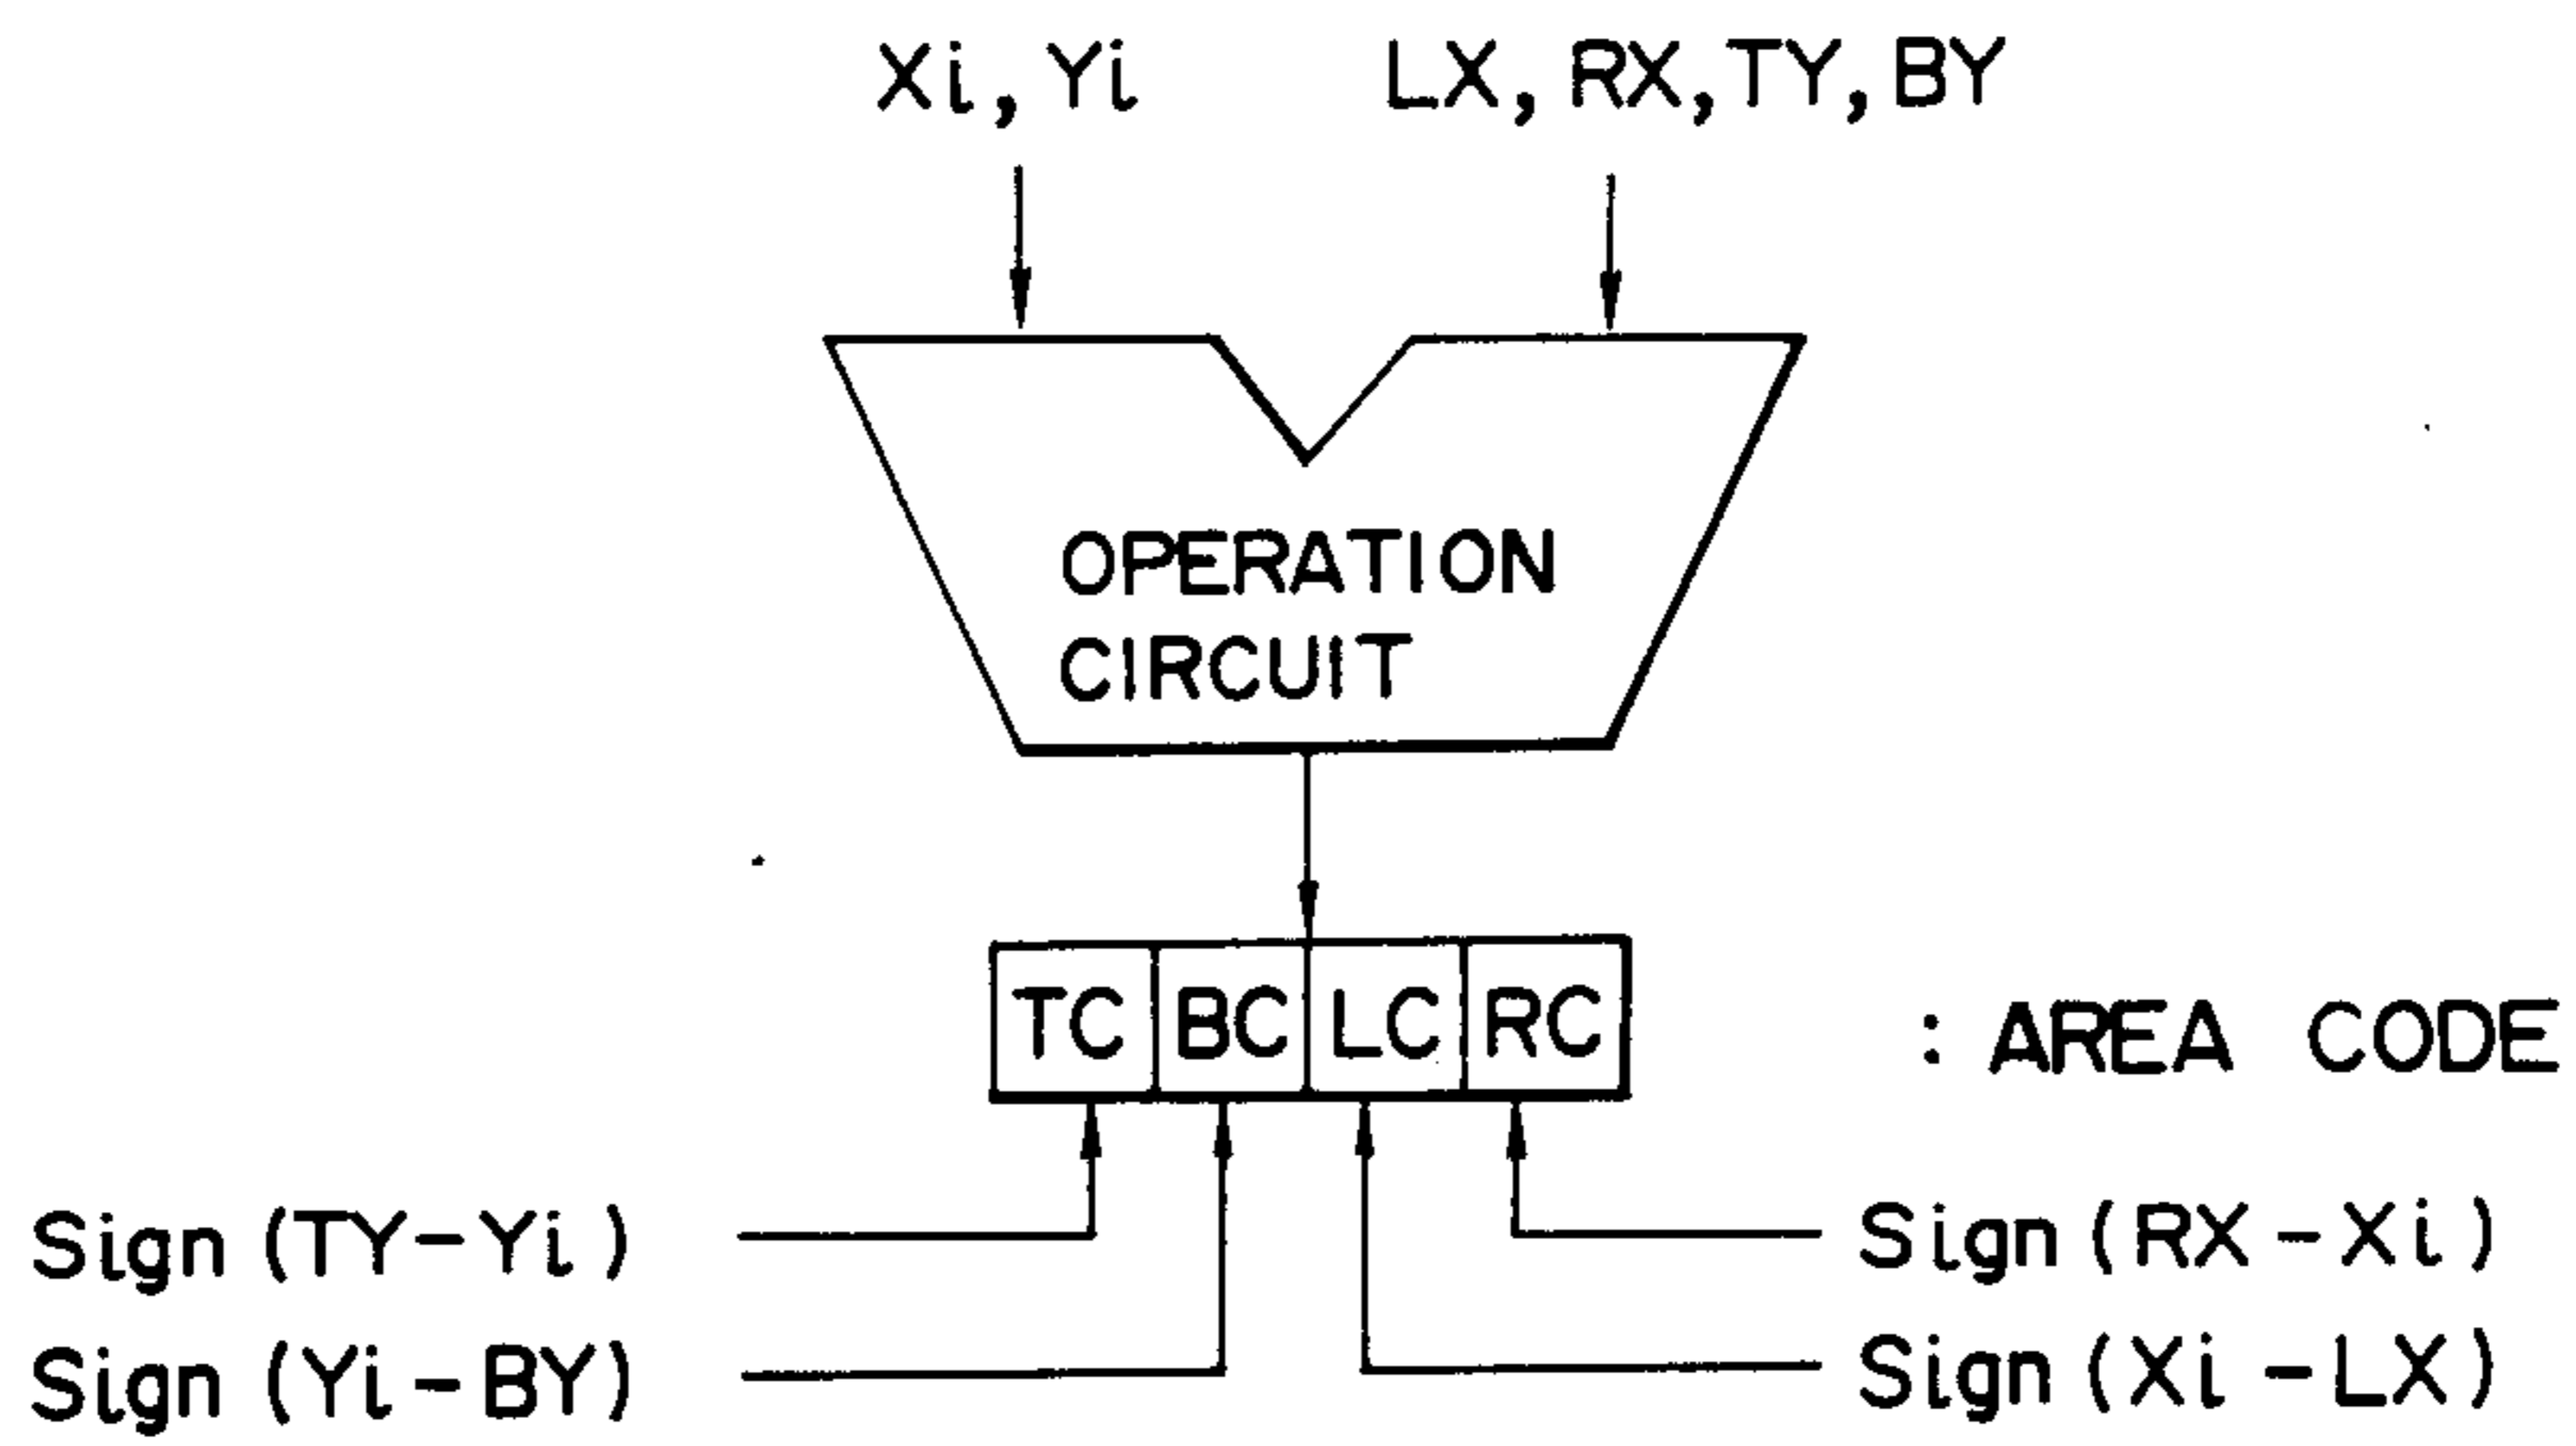 Xi, Yi
LX, RX, TY, BY
OPERATION
CIRCUIT
TC BC LC RC
: AREA CODE
Sign (TY-Yi)
Sign (RX-Xi)
Sign (Yi-BY)
Sign (Xi-LX)